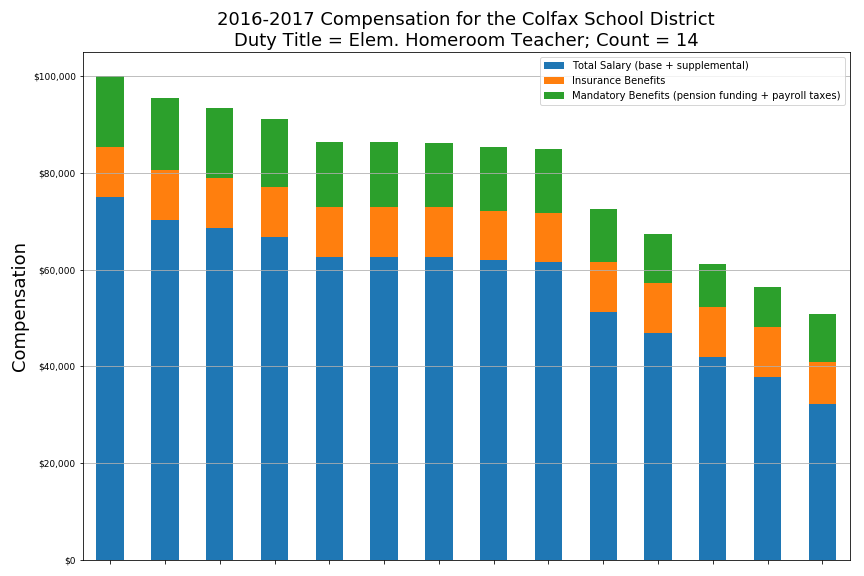 2016-2017 Compensation for the Colfax School District
Duty Title = Elem. Homeroom Teacher; Count = 14
Total Salary (base + supplemental)
Insurance Benefits
Mandatory Benefits (pension funding + payroll taxes)
Compensation
$100,000
$80,000
$60,000
$40,000
$20,000
$0